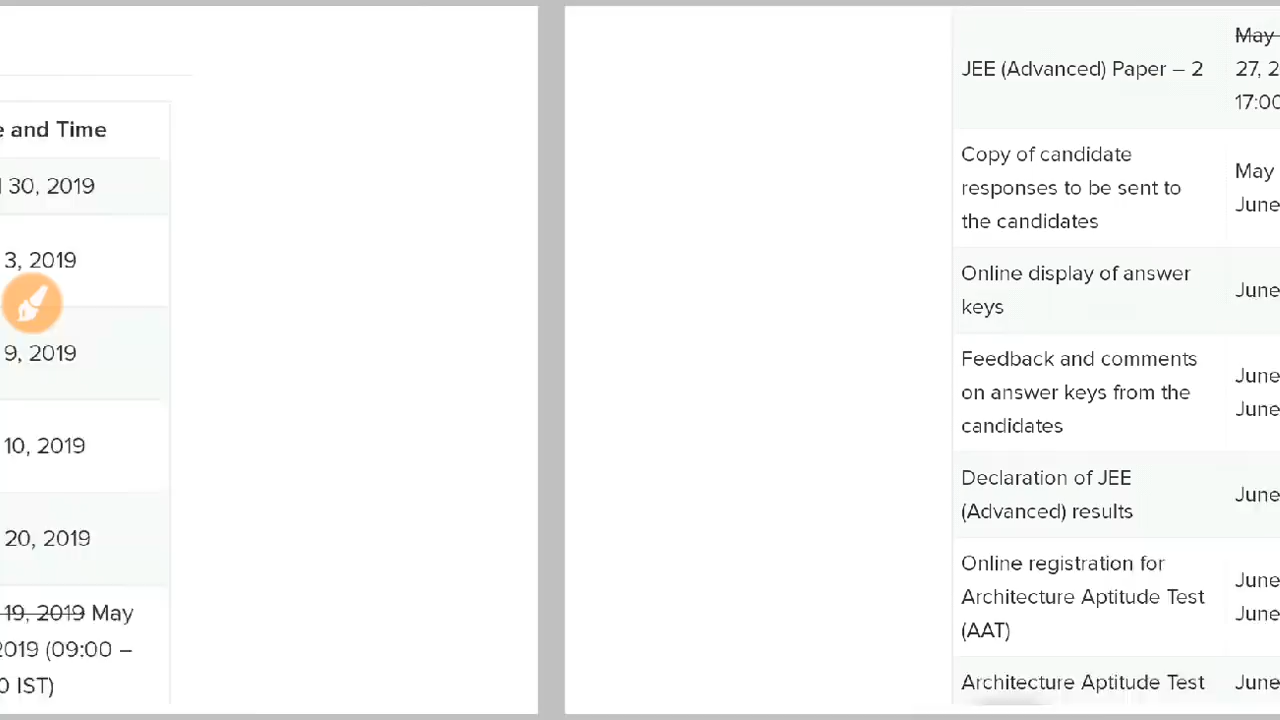 e and Time
30, 2019
3, 2019
9, 2019
10, 2019
20, 2019
19, 2019 May
2019 (09:00 –
0 IST)
JEE (Advanced) Paper – 2
May
27, 2
17:00
Copy of candidate
responses to be sent to
the candidates
May
June
Online display of answer
keys
June
Feedback and comments
on answer keys from the
candidates
June
June
Declaration of JEE
(Advanced) results
June
Online registration for
Architecture Aptitude Test
(AAT)
June
June
Architecture Aptitude Test
June